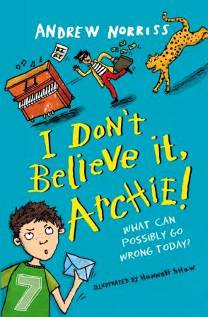 ANDREW NORRISS
I DON'T
BELIEVE IT,
ARCHIE!
WHAT CAN
POSSIBLY GO
WRONG TODAY?
7
ILLUSTRATED BY HANNAH SHAW